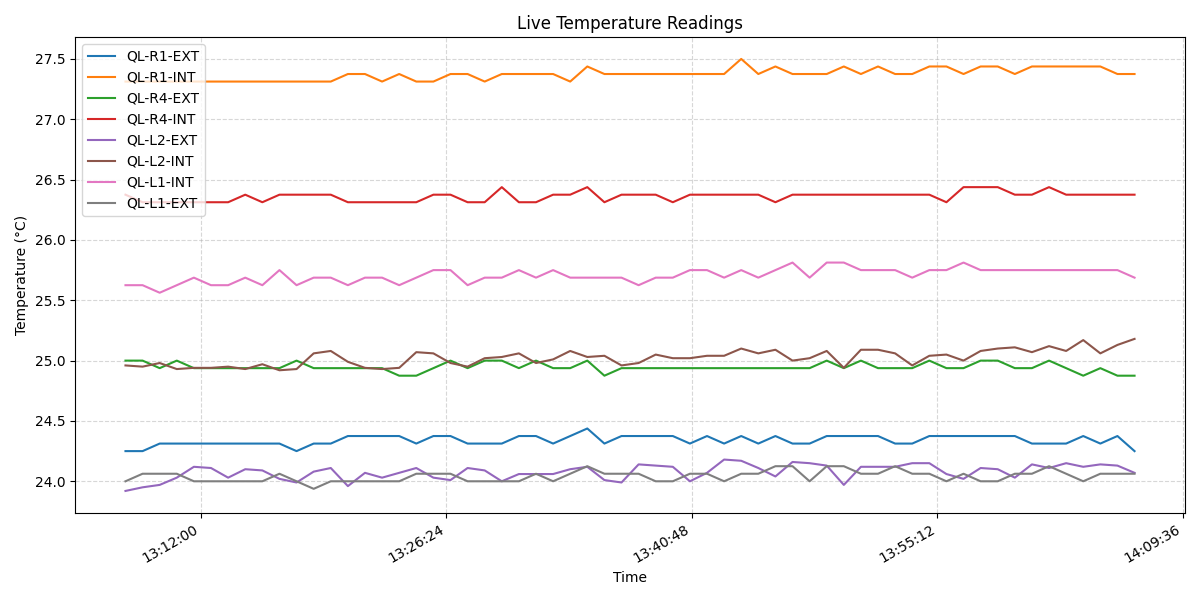 Live Temperature Readings
QL-R1-EXT
QL-R1-INT
QL-R4-EXT
QL-R4-INT
QL-L2-EXT
QL-L2-INT
QL-L1-INT
QL-L1-EXT
27.5
27.0
26.5
26.0
25.5
25.0
24.5
24.0
Temperature (°C)
13:12:00
13:26:24
13:40:48
13:55:12
14:09:36
Time